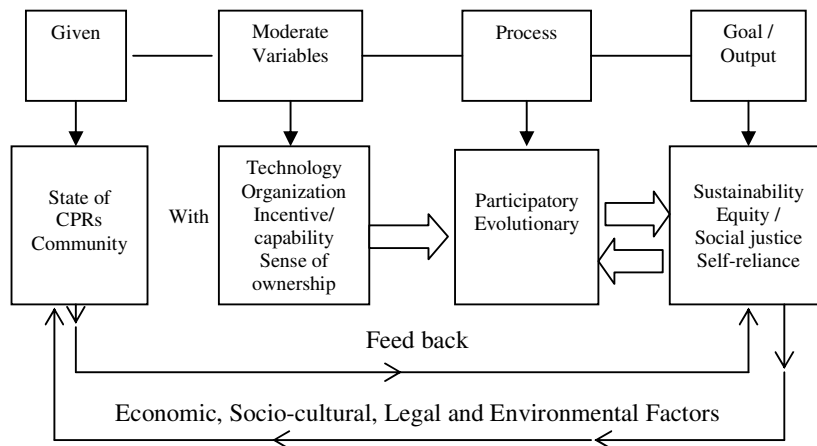 Given
Moderate
Variables
Process
Goal /
Output
State of
CPRs
Community
With
Technology
Organization
Incentive/
capability
Sense of
ownership
Participatory
Evolutionary
Sustainability
Equity /
Social justice
Self-reliance
Feed back
Economic, Socio-cultural, Legal and Environmental Factors